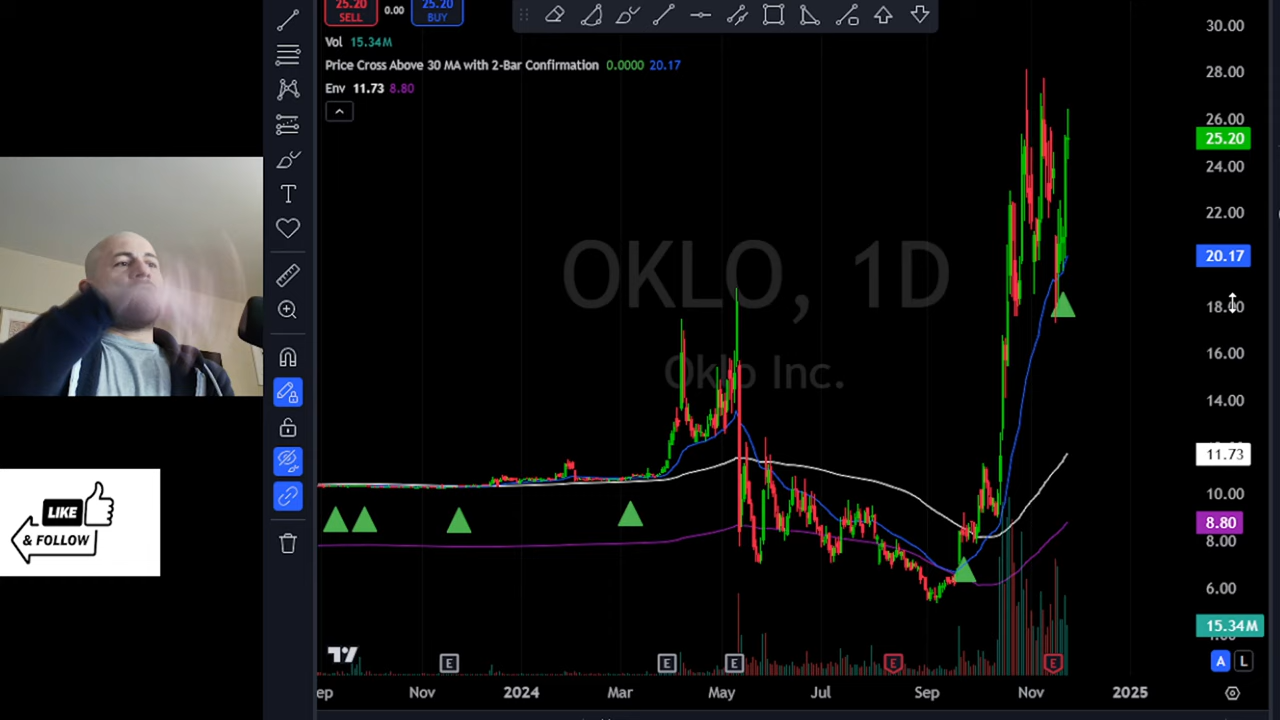 25.20
SELL
0.00
25.20
BUY
Vol 15.34M
Price Cross Above 30 MA with 2-Bar Confirmation 0.0000 20.17
Env 11.73 8.80
OKLO, 1D
Oklo Inc.
30.00
28.00
26.00
25.20
24.00
22.00
20.17
18.00
16.00
14.00
11.73
10.00
8.80
8.00
6.00
15.34M
A L
LIKE
& FOLLOW
T
E E E E E
Nov 2024 Mar May Jul Sep Nov 2025